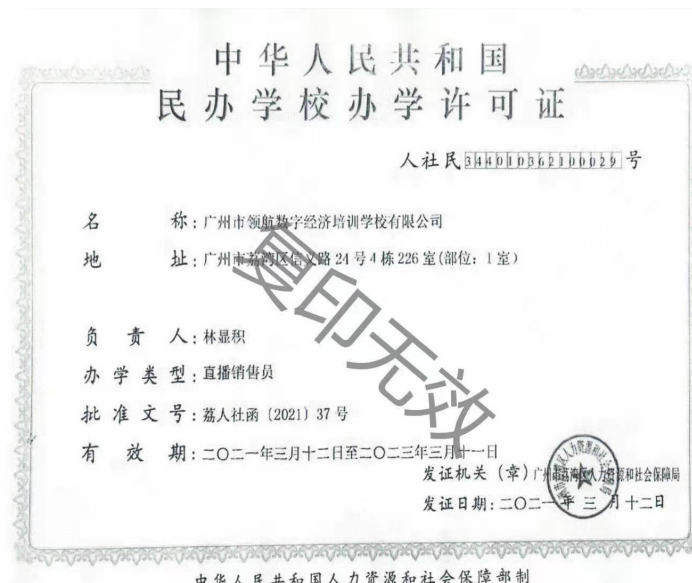 中华人民共和国
民办学校办学许可证
人社民344010362100029号
名称：广州市领航数字经济培训学校有限公司
地址：广州市荔湾区信义路24号4栋226室(部位：1室)
负责人：林显积
办学类型：直播销售员
批准文号：荔人社函〔2021〕37号
有效期：二〇二一年三月十二日至二〇二三年三月十一日
发证机关（章）广州市荔湾区人力资源和社会保障局
发证日期：二〇二一年三月十二日
中华人民共和国人力资源和社会保障部制
复印无效